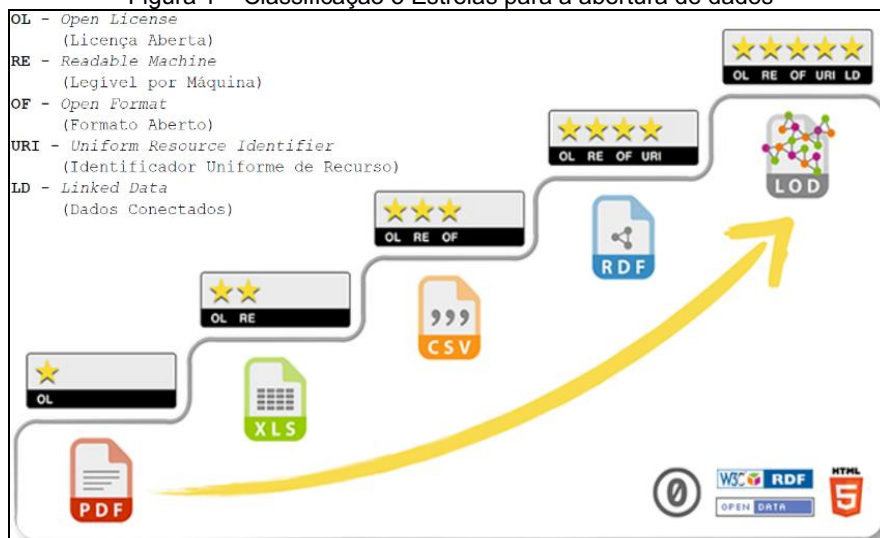 Figura 1 – Classificação 5 Estrelas para a abertura de dados
OL - Open License
(Licença Aberta)
RE - Readable Machine
(Legível por Máquina)
OF - Open Format
(Formato Aberto)
URI - Uniform Resource Identifier
(Identificador Uniforme de Recurso)
LD - Linked Data
(Dados Conectados)
OL RE OF URI LD
LOD
OL RE OF URI
RDF
OL RE OF
CSV
OL RE
XLS
OL
PDF
0
W3C RDF
OPEN DATA
HTML
5